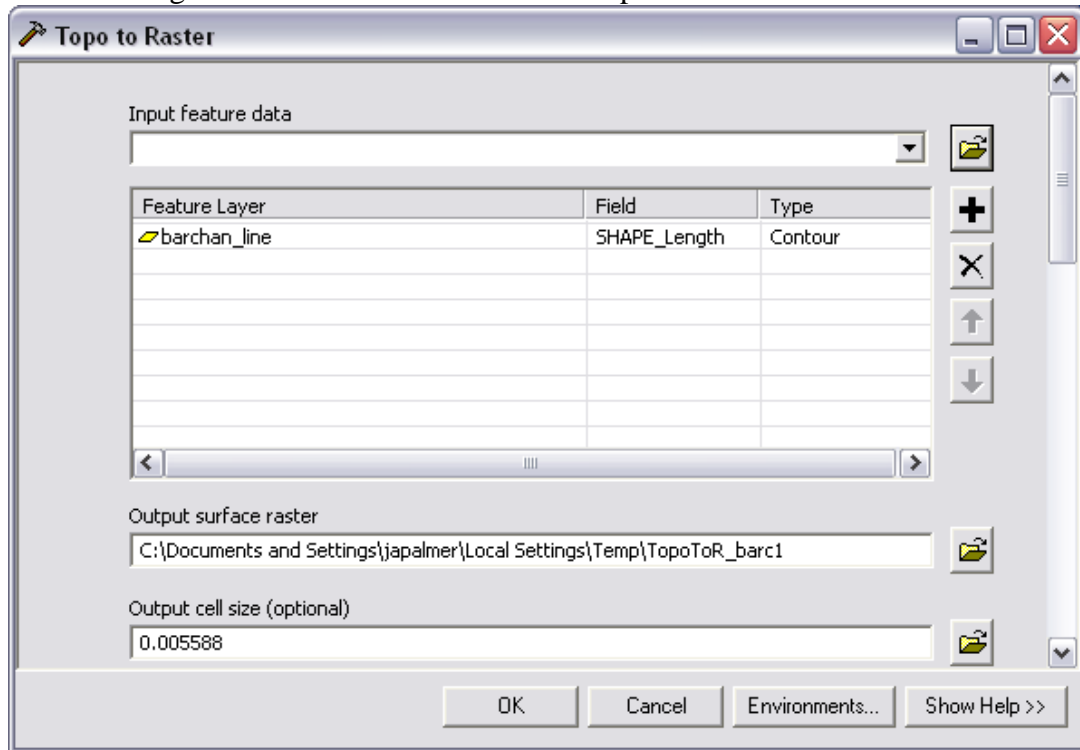 Topo to Raster
Input feature data
Feature Layer Field Type
barchan_line SHAPE_Length Contour
Output surface raster
C:\Documents and Settings\japalmer\Local Settings\Temp\TopoToR_barc1
Output cell size (optional)
0.005588
OK Cancel Environments... Show Help >>